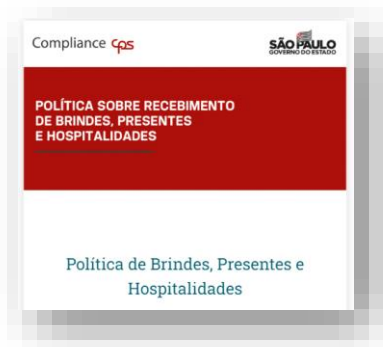 Compliance cps
SÃO PAULO
GOVERNO DO ESTADO
POLÍTICA SOBRE RECEBIMENTO
DE BRINDES, PRESENTES
E HOSPITALIDADES
Política de Brindes, Presentes e
Hospitalidades